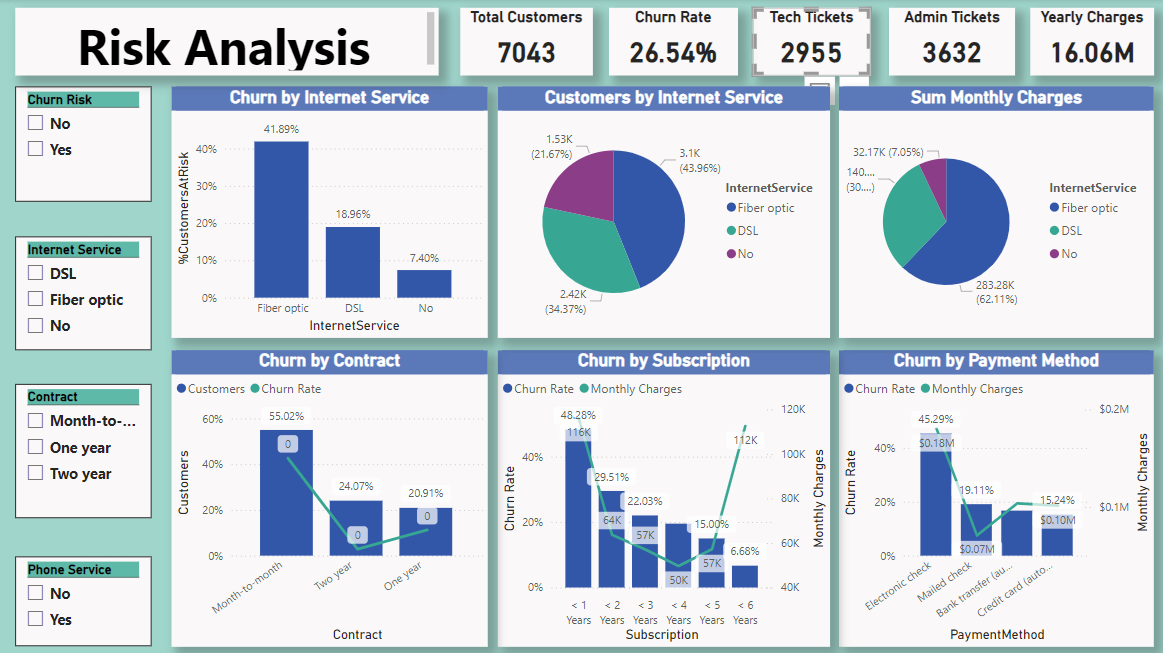 Risk Analysis
Total Customers
7043
Churn Rate
26.54%
Tech Tickets
2955
Admin Tickets
3632
Yearly Charges
16.06M
Churn Risk
No
Yes
Internet Service
DSL
Fiber optic
No
Contract
Month-to-...
One year
Two year
Phone Service
No
Yes
Churn by Internet Service
%CustomersAtRisk
40%
30%
20%
10%
0%
41.89%
18.96%
7.40%
Fiber optic
DSL
No
InternetService
Customers by Internet Service
1.53K
(21.67%)
3.1K
(43.96%)
2.42K
(34.37%)
InternetService
Fiber optic
DSL
No
Sum Monthly Charges
32.17K (7.05%)
140....
(30....)
283.28K
(62.11%)
InternetService
Fiber optic
DSL
No
Churn by Contract
Customers Churn Rate
Customers
60%
40%
20%
0%
55.02%
24.07%
20.91%
0
0
0
Month-to-month
Two year
One year
Contract
Churn by Subscription
Churn Rate Monthly Charges
Churn Rate
40%
20%
0%
48.28%
116K
29.51%
64K
22.03%
57K
50K
15.00%
57K
6.68%
112K
120K
100K
80K
60K
40K
Monthly Charges
< 1
Years
< 2
Years
< 3
Years
< 4
Years
< 5
Years
< 6
Years
Subscription
Churn by Payment Method
Churn Rate Monthly Charges
Churn Rate
40%
20%
0%
45.29%
$0.18M
19.11%
$0.07M
15.24%
$0.10M
$0.2M
$0.1M
Monthly Charges
Electronic check
Mailed check
Bank transfer (au...
Credit card (auto...
PaymentMethod